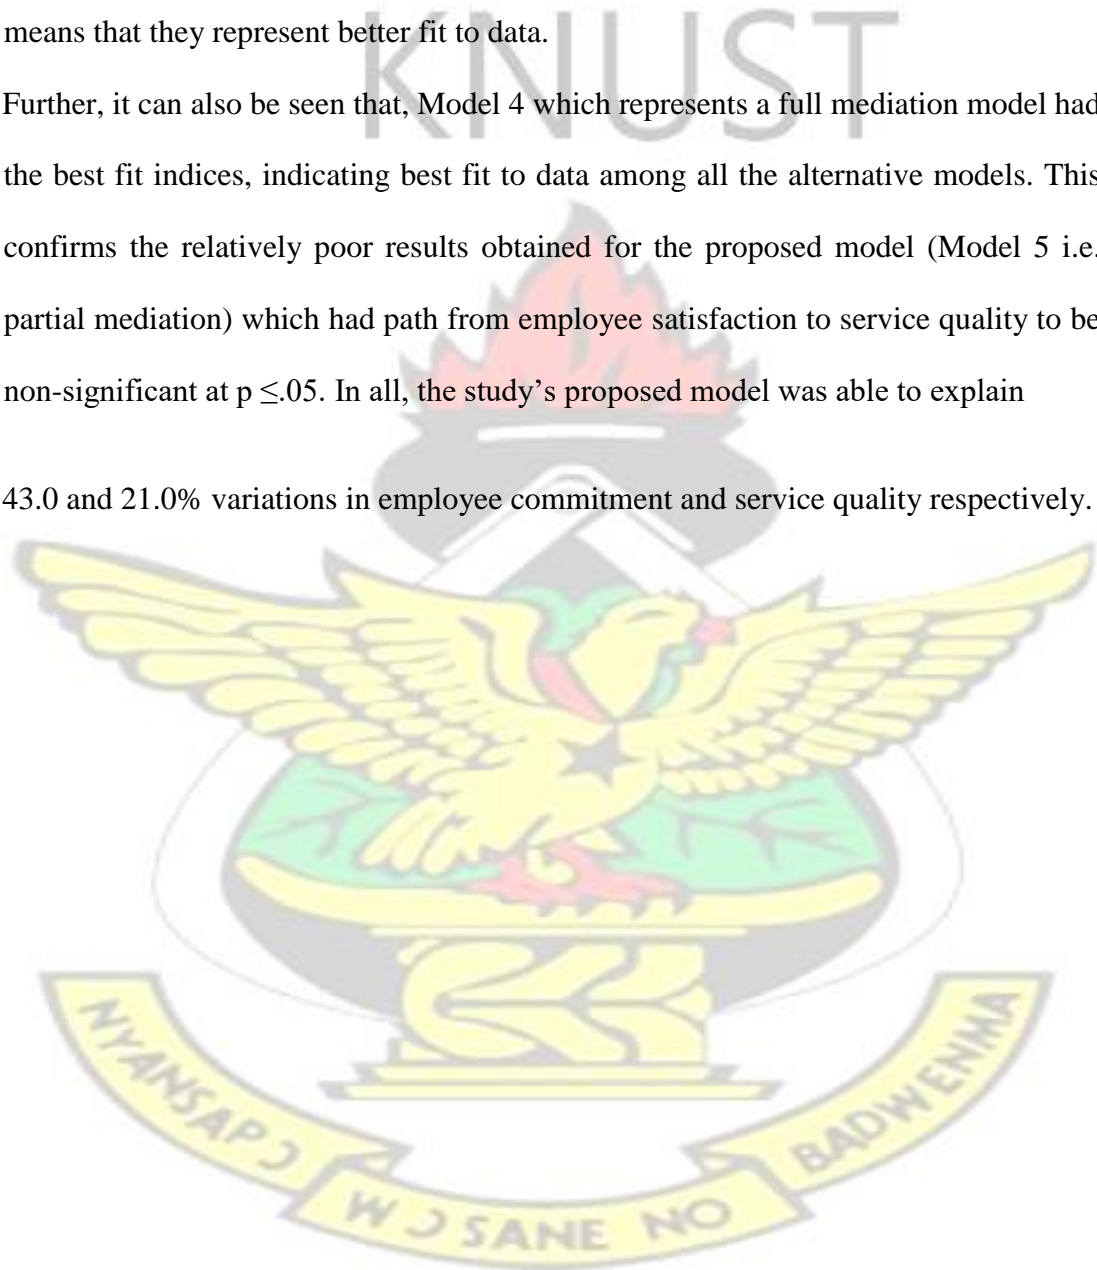 KNUST
means that they represent better fit to data.
Further, it can also be seen that, Model 4 which represents a full mediation model had
the best fit indices, indicating best fit to data among all the alternative models. This
confirms the relatively poor results obtained for the proposed model (Model 5 i.e.
partial mediation) which had path from employee satisfaction to service quality to be
non-significant at p ≤.05. In all, the study’s proposed model was able to explain
43.0 and 21.0% variations in employee commitment and service quality respectively.
NYANSAPƆ
WƆSANE NO
BADWENMA